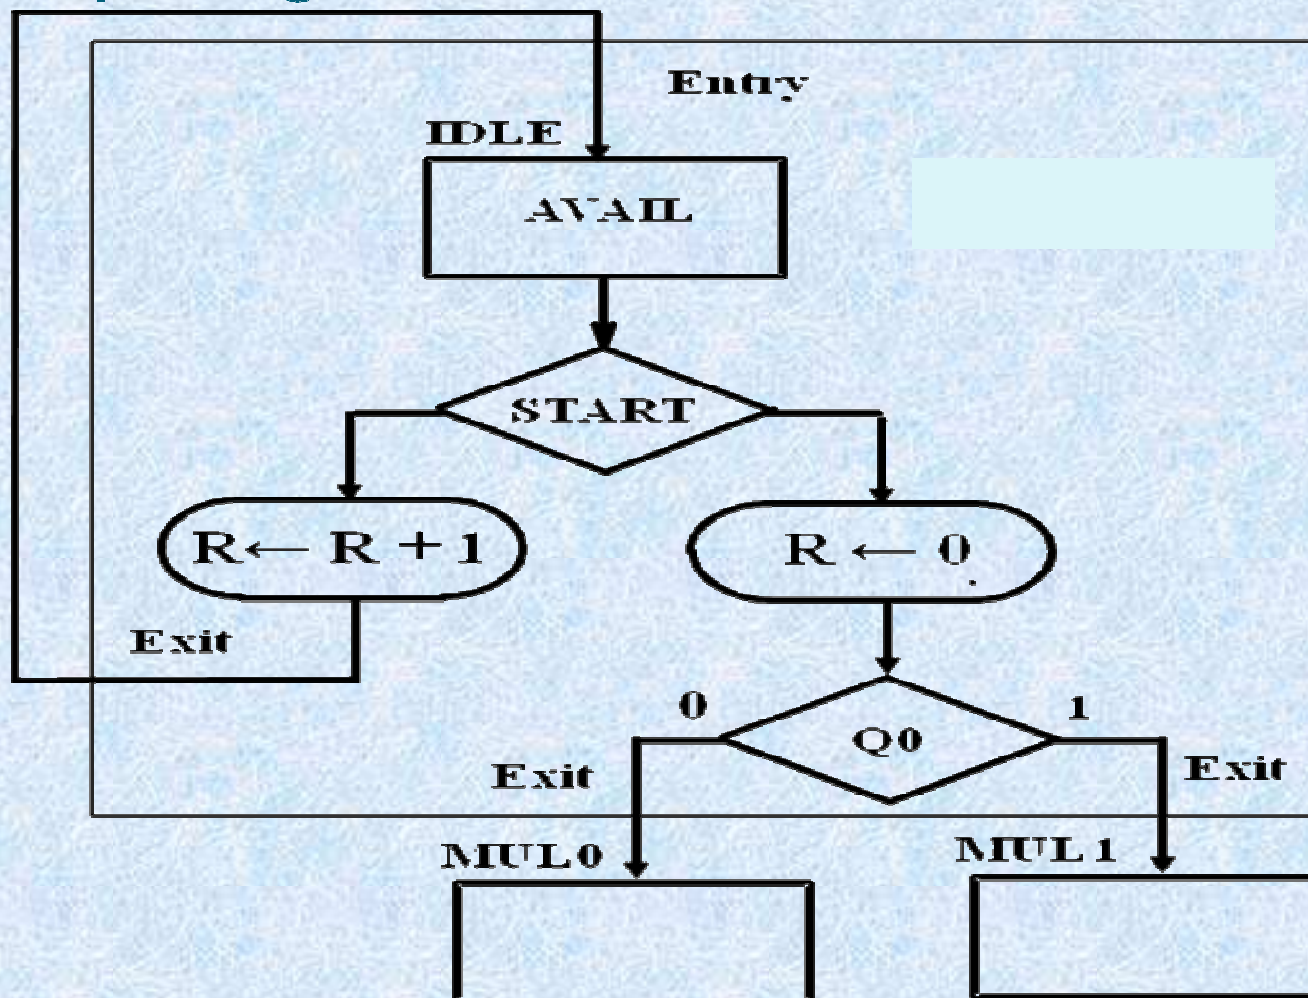 Entry
IDLE
AVAIL
START
R← R + 1
R ← 0
Exit
0
1
Q0
Exit
Exit
MUL0
MUL1